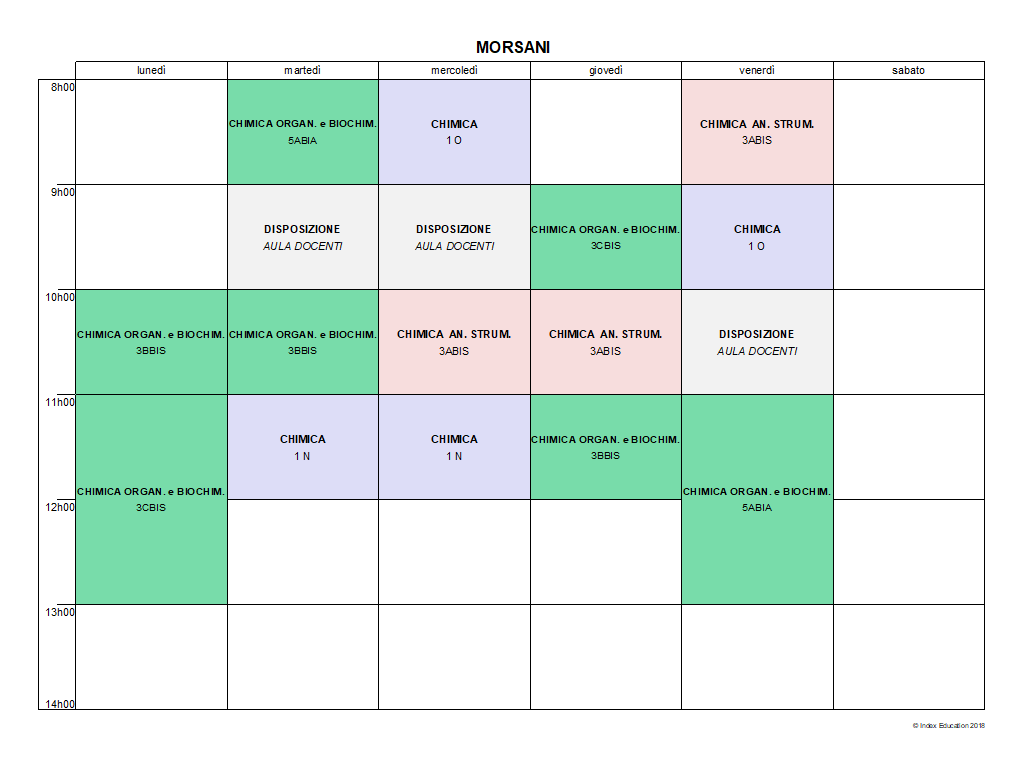 MORSANI
lunedì martedì mercoledì giovedì venerdì sabato
8h00
CHIMICA ORGAN. e BIOCHIM. CHIMICA CHIMICA AN. STRUM.
5ABIA 1 O 3ABIS
9h00
DISPOSIZIONE DISPOSIZIONE CHIMICA ORGAN. e BIOCHIM. CHIMICA
AULA DOCENTI AULA DOCENTI 3CBIS 1 O
10h00
CHIMICA ORGAN. e BIOCHIM. CHIMICA ORGAN. e BIOCHIM. CHIMICA AN. STRUM. CHIMICA AN. STRUM. DISPOSIZIONE
3BBIS 3BBIS 3ABIS 3ABIS AULA DOCENTI
11h00
CHIMICA CHIMICA CHIMICA ORGAN. e BIOCHIM.
1 N 1 N 3BBIS
CHIMICA ORGAN. e BIOCHIM. CHIMICA ORGAN. e BIOCHIM.
12h00 3CBIS 5ABIA
13h00
14h00
© Index Education 2018